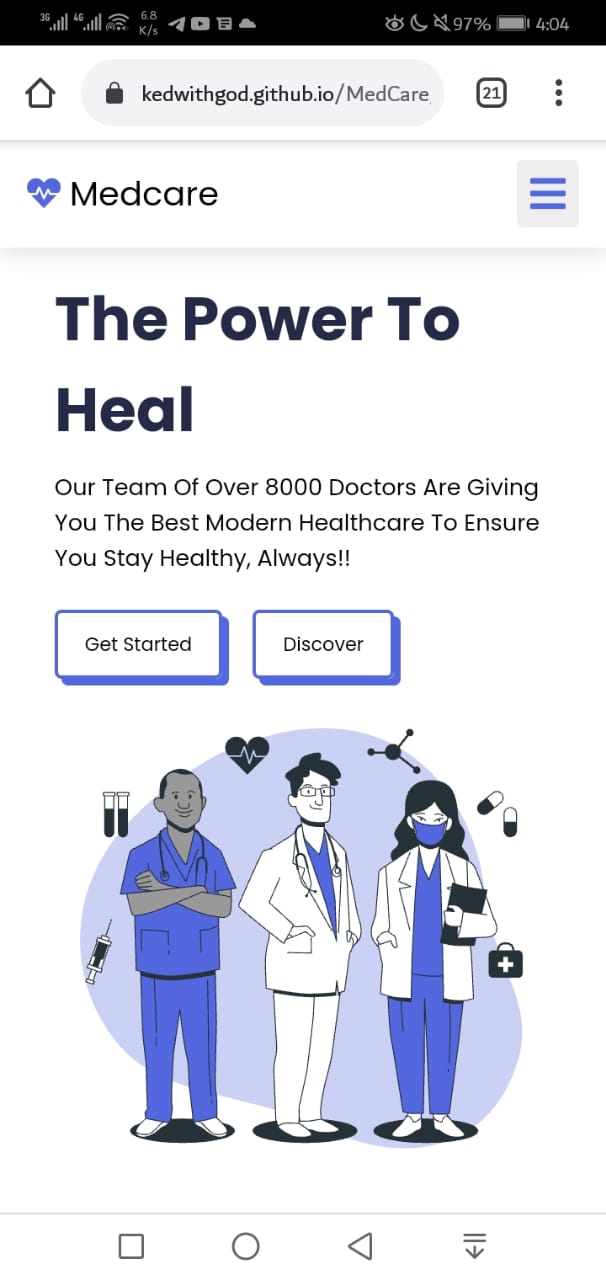 3G 4G 6.8 K/s 97% 4:04
kedwithgod.github.io/MedCare 21
Medcare
The Power To
Heal
Our Team Of Over 8000 Doctors Are Giving
You The Best Modern Healthcare To Ensure
You Stay Healthy, Always!!
Get Started Discover